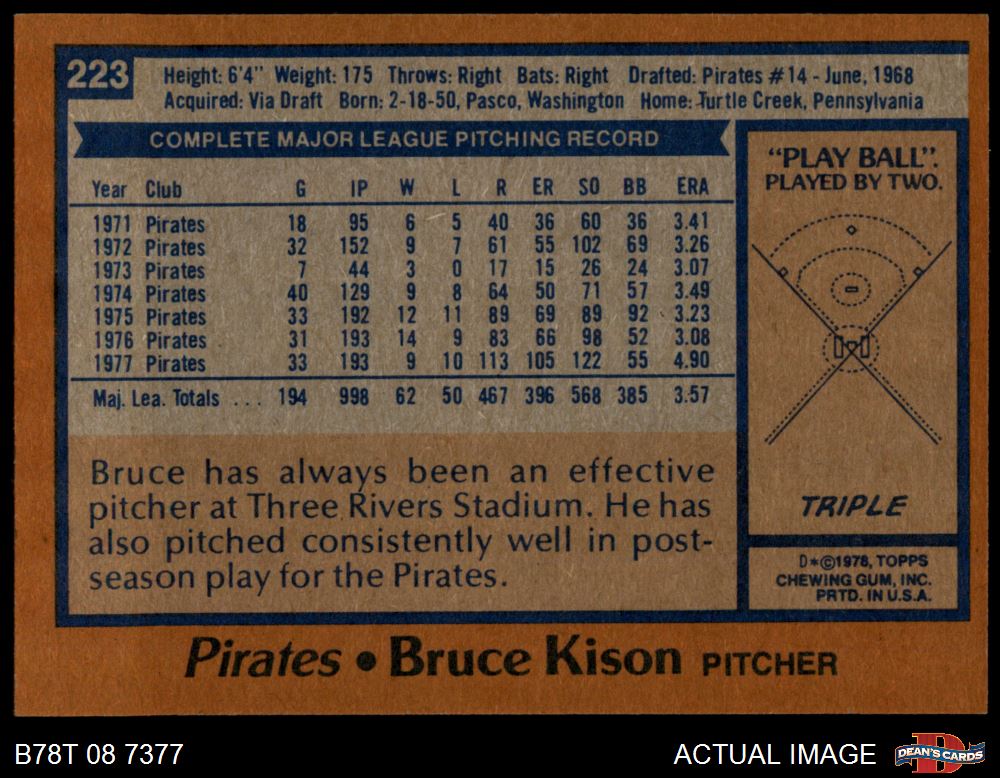 223
Height: 6'4" Weight: 175 Throws: Right Bats: Right Drafted: Pirates #14 - June, 1968
Acquired: Via Draft Born: 2-18-50, Pasco, Washington Home: Turtle Creek, Pennsylvania
COMPLETE MAJOR LEAGUE PITCHING RECORD
Year Club G IP W L R ER SO BB ERA
1971 Pirates 18 95 6 5 40 36 60 36 3.41
1972 Pirates 32 152 9 7 61 55 102 69 3.26
1973 Pirates 7 44 3 0 17 15 26 24 3.07
1974 Pirates 40 129 9 8 64 50 71 57 3.49
1975 Pirates 33 192 12 11 89 69 89 92 3.23
1976 Pirates 31 193 14 9 83 66 98 52 3.08
1977 Pirates 33 193 9 10 113 105 122 55 4.90
Maj. Lea. Totals ... 194 998 62 50 467 396 568 385 3.57
Bruce has always been an effective
pitcher at Three Rivers Stadium. He has
also pitched consistently well in post-
season play for the Pirates.
"PLAY BALL".
PLAYED BY TWO.
TRIPLE
D*©1978, TOPPS
CHEWING GUM, INC.
PRTD. IN U.S.A.
Pirates • Bruce Kison PITCHER
B78T 08 7377
ACTUAL IMAGE
D
DEAN'S CARDS